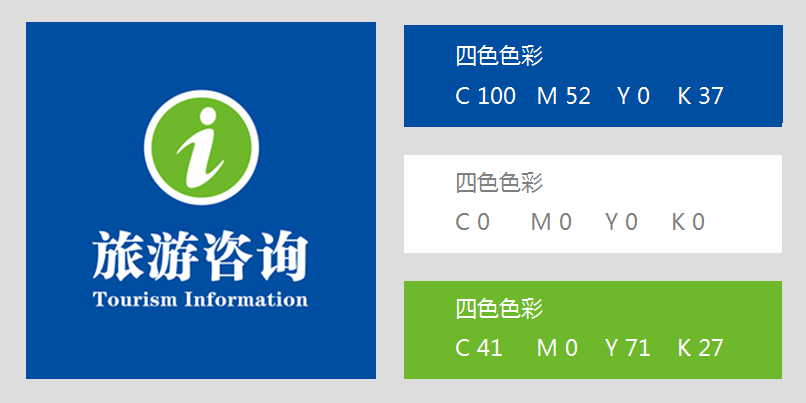 i
旅游咨询
Tourism Information
四色色彩
C 100 M 52 Y 0 K 37
四色色彩
C 0 M 0 Y 0 K 0
四色色彩
C 41 M 0 Y 71 K 27